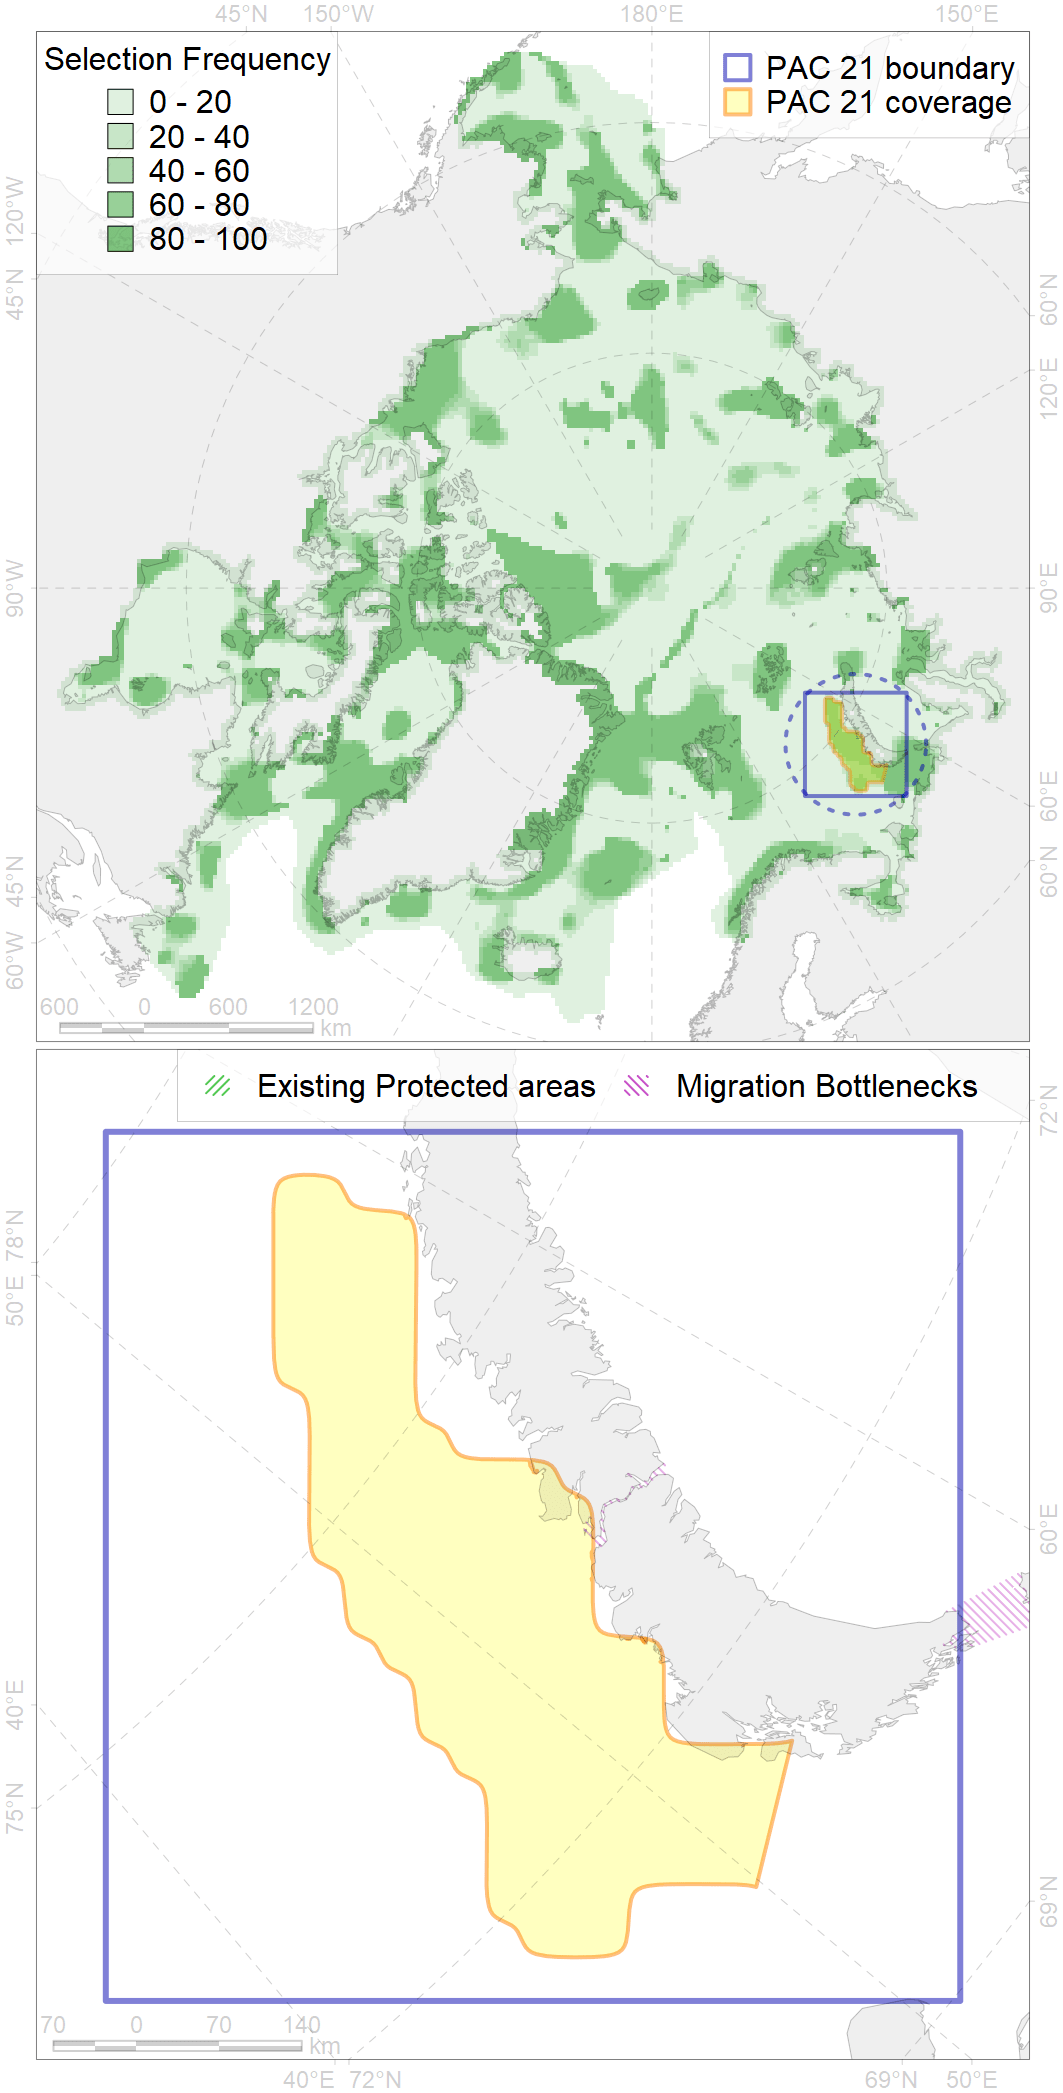 45°N 150°W 180°E 150°E
Selection Frequency
0 - 20
20 - 40
40 - 60
60 - 80
80 - 100
PAC 21 boundary
PAC 21 coverage
120°W
45°N
90°W
45°N
60°W
60°N
120°E
90°E
60°E
60°N
600 0 600 1200
km
Existing Protected areas Migration Bottlenecks
78°N
50°E
40°E
75°N
72°N
60°E
69°N
70 0 70 140
km
40°E 72°N 69°N 50°E